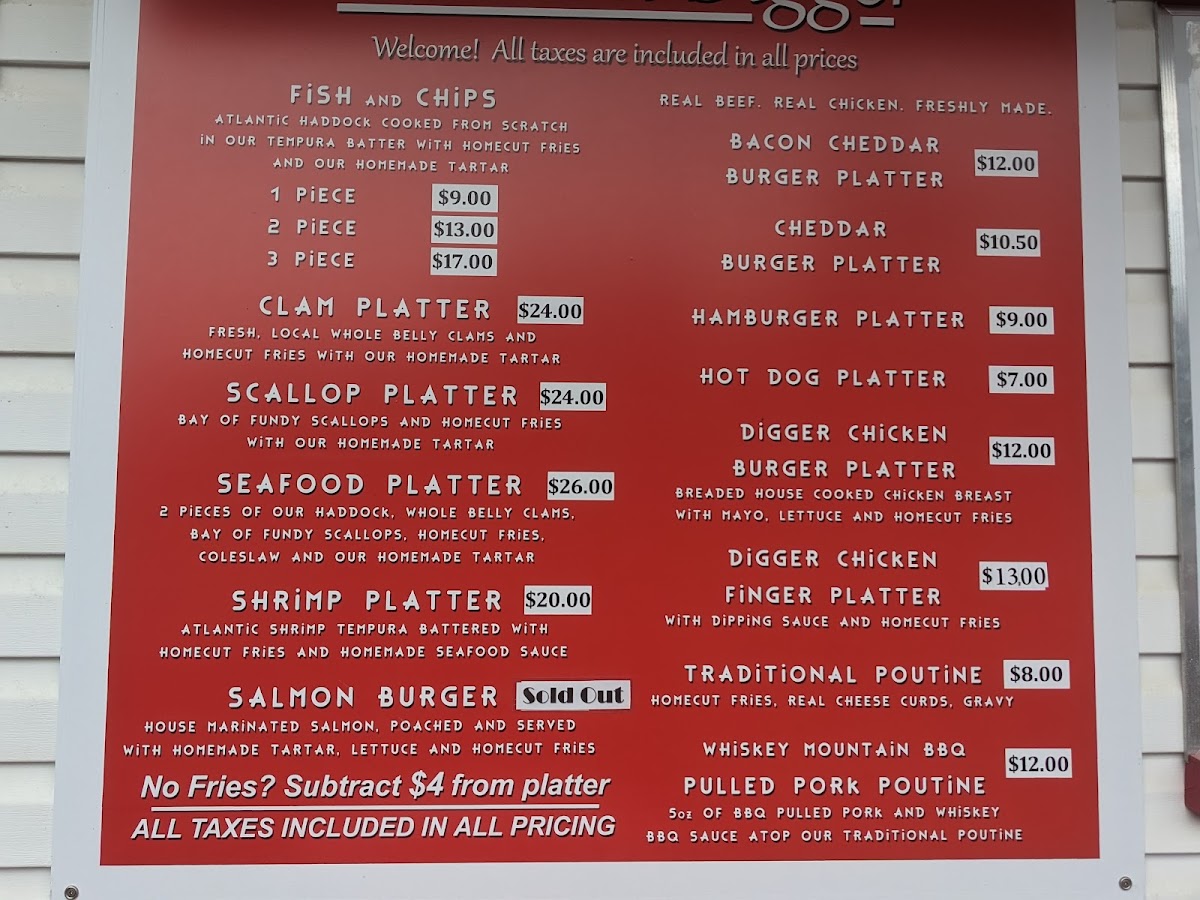 Welcome! All taxes are included in all prices
FiSH AND CHiPS
ATLANTiC HADDOCK COOKED FROM SCRATCH
iN OUR TEMPURA BATTER WiTH HOMECUT FRiES
AND OUR HOMEMADE TARTAR
1 PiECE $9.00
2 PiECE $13.00
3 PiECE $17.00
CLAM PLATTER $24.00
FRESH, LOCAL WHOLE BELLY CLAMS AND
HOMECUT FRiES WiTH OUR HOMEMADE TARTAR
SCALLOP PLATTER $24.00
BAY OF FUNDY SCALLOPS AND HOMECUT FRiES
WiTH OUR HOMEMADE TARTAR
SEAFOOD PLATTER $26.00
2 PiECES OF OUR HADDOCK, WHOLE BELLY CLAMS,
BAY OF FUNDY SCALLOPS, HOMECUT FRiES,
COLESLAW AND OUR HOMEMADE TARTAR
SHRiMP PLATTER $20.00
ATLANTiC SHRiMP TEMPURA BATTERED WiTH
HOMECUT FRiES AND HOMEMADE SEAFOOD SAUCE
SALMON BURGER Sold Out
HOUSE MARiNATED SALMON, POACHED AND SERVED
WiTH HOMEMADE TARTAR, LETTUCE AND HOMECUT FRiES
No Fries? Subtract $4 from platter
ALL TAXES INCLUDED IN ALL PRICING
REAL BEEF. REAL CHiCKEN. FRESHLY MADE.
BACON CHEDDAR
BURGER PLATTER $12.00
CHEDDAR
BURGER PLATTER $10.50
HAMBURGER PLATTER $9.00
HOT DOG PLATTER $7.00
DiGGER CHiCKEN
BURGER PLATTER $12.00
BREADED HOUSE COOKED CHiCKEN BREAST
WiTH MAYO, LETTUCE AND HOMECUT FRiES
DiGGER CHiCKEN
FiNGER PLATTER $13,00
WiTH DiPPiNG SAUCE AND HOMECUT FRiES
TRADiTiONAL POUTiNE $8.00
HOMECUT FRiES, REAL CHEESE CURDS, GRAVY
WHiSKEY MOUNTAiN BBQ
PULLED PORK POUTiNE $12.00
5oz OF BBQ PULLED PORK AND WHiSKEY
BBQ SAUCE ATOP OUR TRADiTiONAL POUTiNE